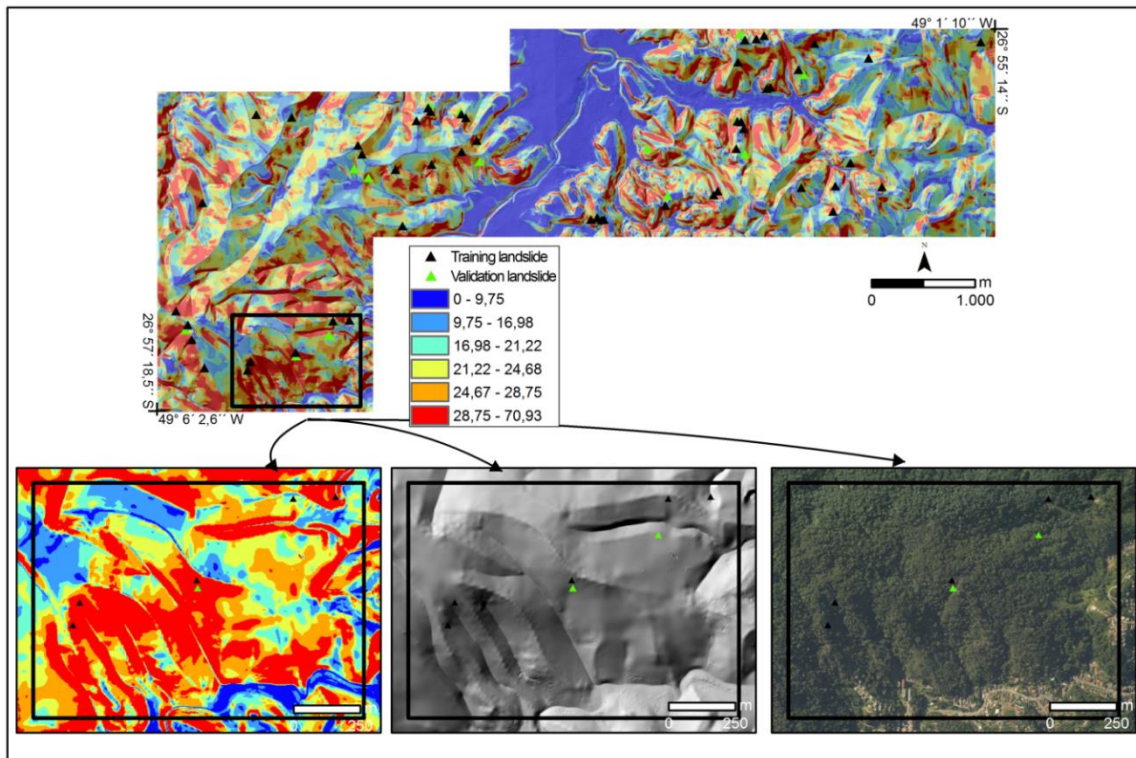 49° 1´ 10´´ W
26° 55´ 14´´ S
Training landslide
Validation landslide
0 - 9,75
9,75 - 16,98
16,98 - 21,22
21,22 - 24,68
24,67 - 28,75
28,75 - 70,93
N
m
0 1.000
26° 57´ 18,5´´ S
49° 6´ 2,6´´ W
m
250
m
0 250
m
0 250